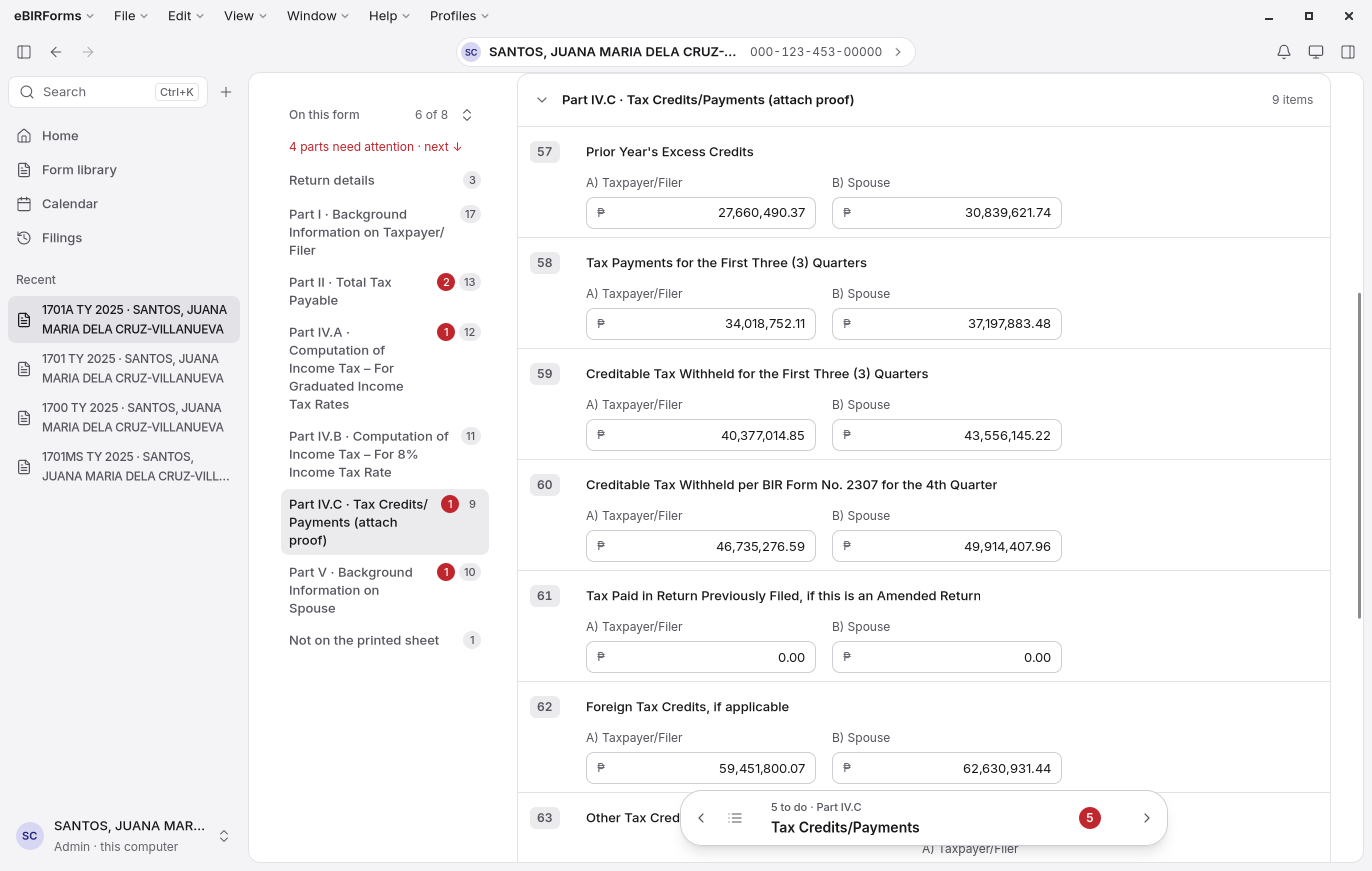 eBIRForms File Edit View Window Help Profiles
SC SANTOS, JUANA MARIA DELA CRUZ-... 000-123-453-00000
Search Ctrl+K
Home
Form library
Calendar
Filings
Recent
1701A TY 2025 · SANTOS, JUANA
MARIA DELA CRUZ-VILLANUEVA
1701 TY 2025 · SANTOS, JUANA
MARIA DELA CRUZ-VILLANUEVA
1700 TY 2025 · SANTOS, JUANA
MARIA DELA CRUZ-VILLANUEVA
1701MS TY 2025 · SANTOS,
JUANA MARIA DELA CRUZ-VILL...
SC SANTOS, JUANA MAR...
Admin · this computer
On this form 6 of 8
4 parts need attention · next ↓
Return details 3
Part I · Background 17
Information on Taxpayer/
Filer
Part II · Total Tax 2 13
Payable
Part IV.A · 1 12
Computation of
Income Tax – For
Graduated Income
Tax Rates
Part IV.B · Computation of 11
Income Tax – For 8%
Income Tax Rate
Part IV.C · Tax Credits/ 1 9
Payments (attach
proof)
Part V · Background 1 10
Information on
Spouse
Not on the printed sheet 1
Part IV.C · Tax Credits/Payments (attach proof) 9 items
57 Prior Year's Excess Credits
A) Taxpayer/Filer B) Spouse
₱ 27,660,490.37 ₱ 30,839,621.74
58 Tax Payments for the First Three (3) Quarters
A) Taxpayer/Filer B) Spouse
₱ 34,018,752.11 ₱ 37,197,883.48
59 Creditable Tax Withheld for the First Three (3) Quarters
A) Taxpayer/Filer B) Spouse
₱ 40,377,014.85 ₱ 43,556,145.22
60 Creditable Tax Withheld per BIR Form No. 2307 for the 4th Quarter
A) Taxpayer/Filer B) Spouse
₱ 46,735,276.59 ₱ 49,914,407.96
61 Tax Paid in Return Previously Filed, if this is an Amended Return
A) Taxpayer/Filer B) Spouse
₱ 0.00 ₱ 0.00
62 Foreign Tax Credits, if applicable
A) Taxpayer/Filer B) Spouse
₱ 59,451,800.07 ₱ 62,630,931.44
63 Other Tax Cred
A) Taxpayer/Filer
5 to do · Part IV.C
Tax Credits/Payments 5